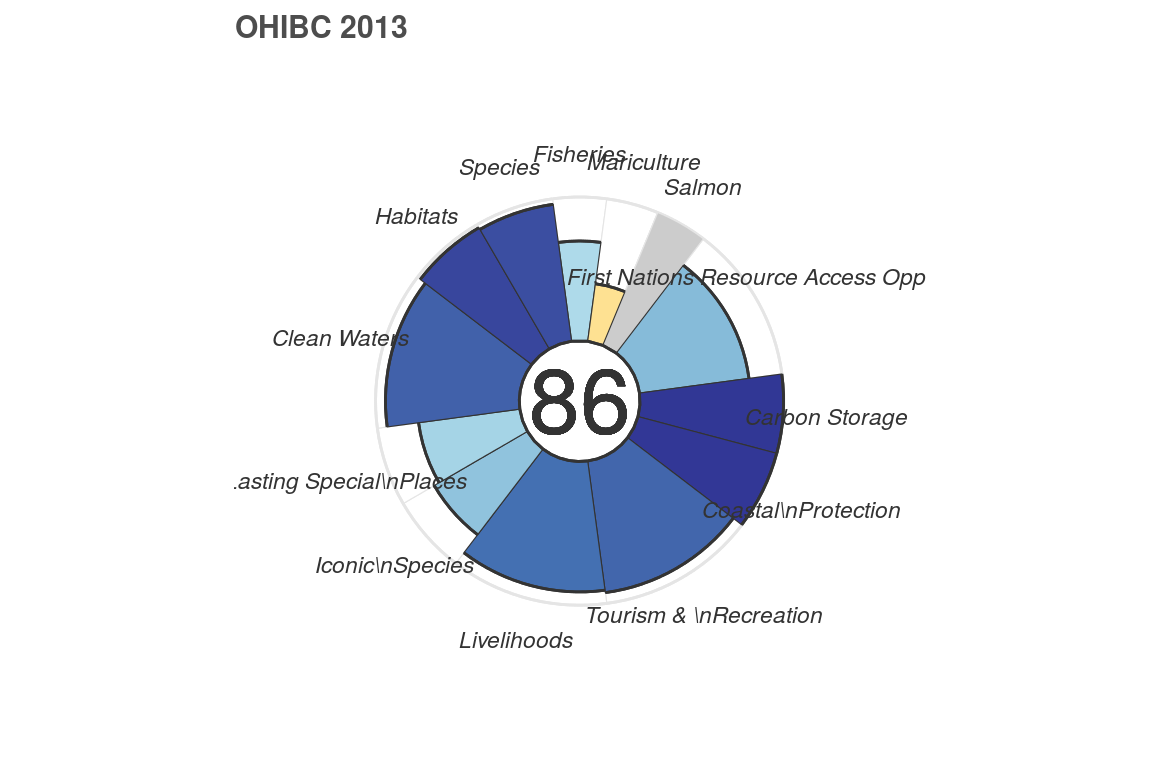 OHIBC 2013
Fisheries
Mariculture
Species
Salmon
Habitats
First Nations Resource Access Opp
Clean Waters
86
Carbon Storage
.asting Special\nPlaces
Coastal\nProtection
Iconic\nSpecies
Tourism & \nRecreation
Livelihoods